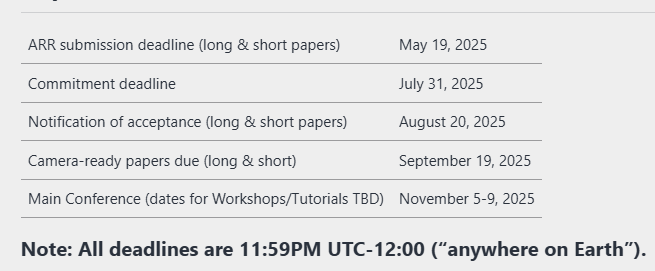 ARR submission deadline (long & short papers) May 19, 2025
Commitment deadline July 31, 2025
Notification of acceptance (long & short papers) August 20, 2025
Camera-ready papers due (long & short) September 19, 2025
Main Conference (dates for Workshops/Tutorials TBD) November 5-9, 2025
Note: All deadlines are 11:59PM UTC-12:00 (“anywhere on Earth”).